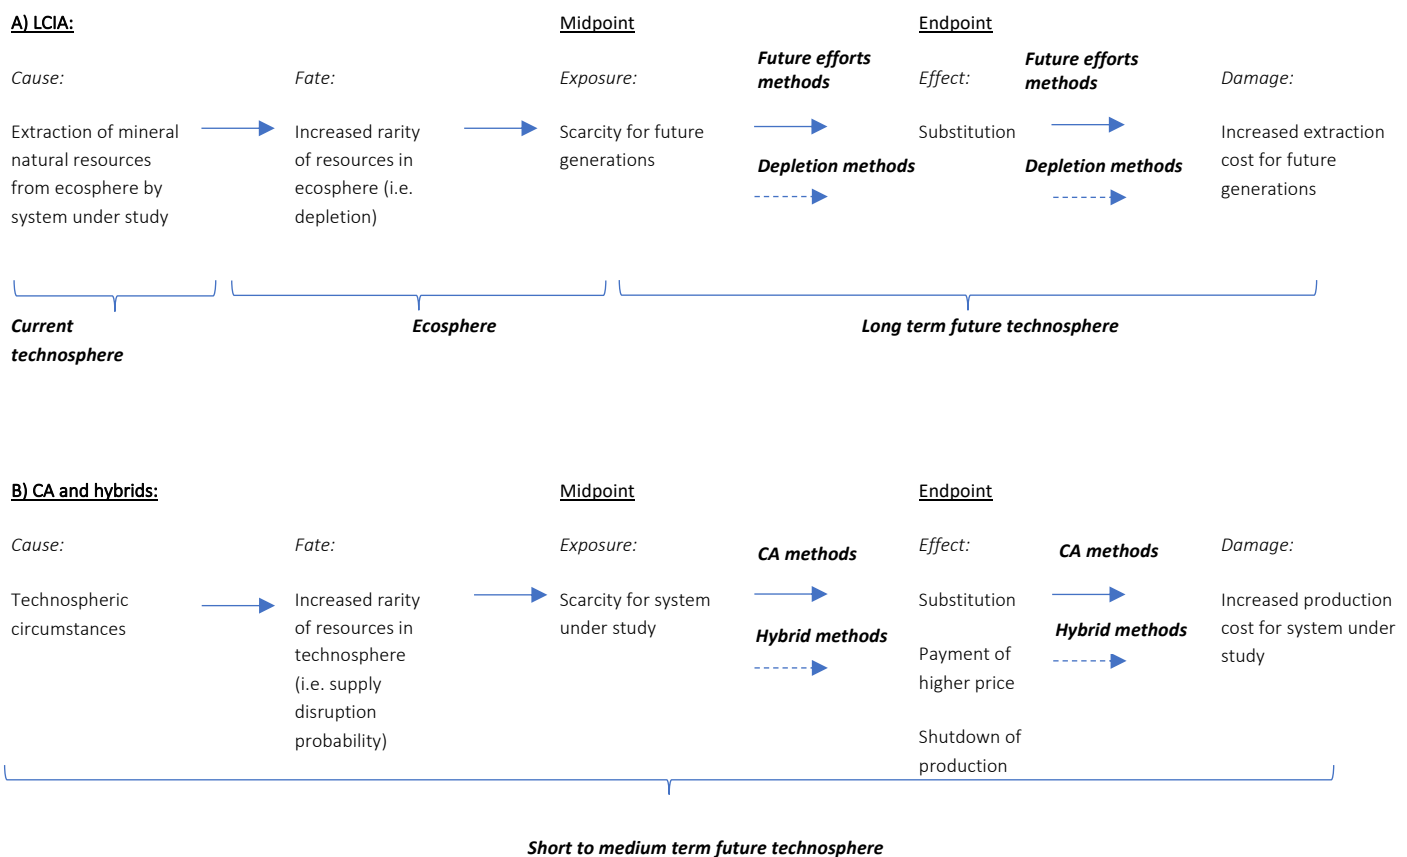 A) LCIA:
Midpoint
Endpoint
Cause:
Fate:
Exposure:
Future efforts
methods
Effect:
Future efforts
methods
Damage:
Extraction of mineral
natural resources
from ecosphere by
system under study
Increased rarity
of resources in
ecosphere (i.e.
depletion)
Scarcity for future
generations
Depletion methods
Substitution
Depletion methods
Increased extraction
cost for future
generations
Current
technosphere
Ecosphere
Long term future technosphere
B) CA and hybrids:
Midpoint
Endpoint
Cause:
Fate:
Exposure:
CA methods
Effect:
CA methods
Damage:
Technospheric
circumstances
Increased rarity
of resources in
technosphere
(i.e. supply
disruption
probability)
Scarcity for system
under study
Hybrid methods
Substitution
Payment of
higher price
Shutdown of
production
Hybrid methods
Increased production
cost for system under
study
Short to medium term future technosphere